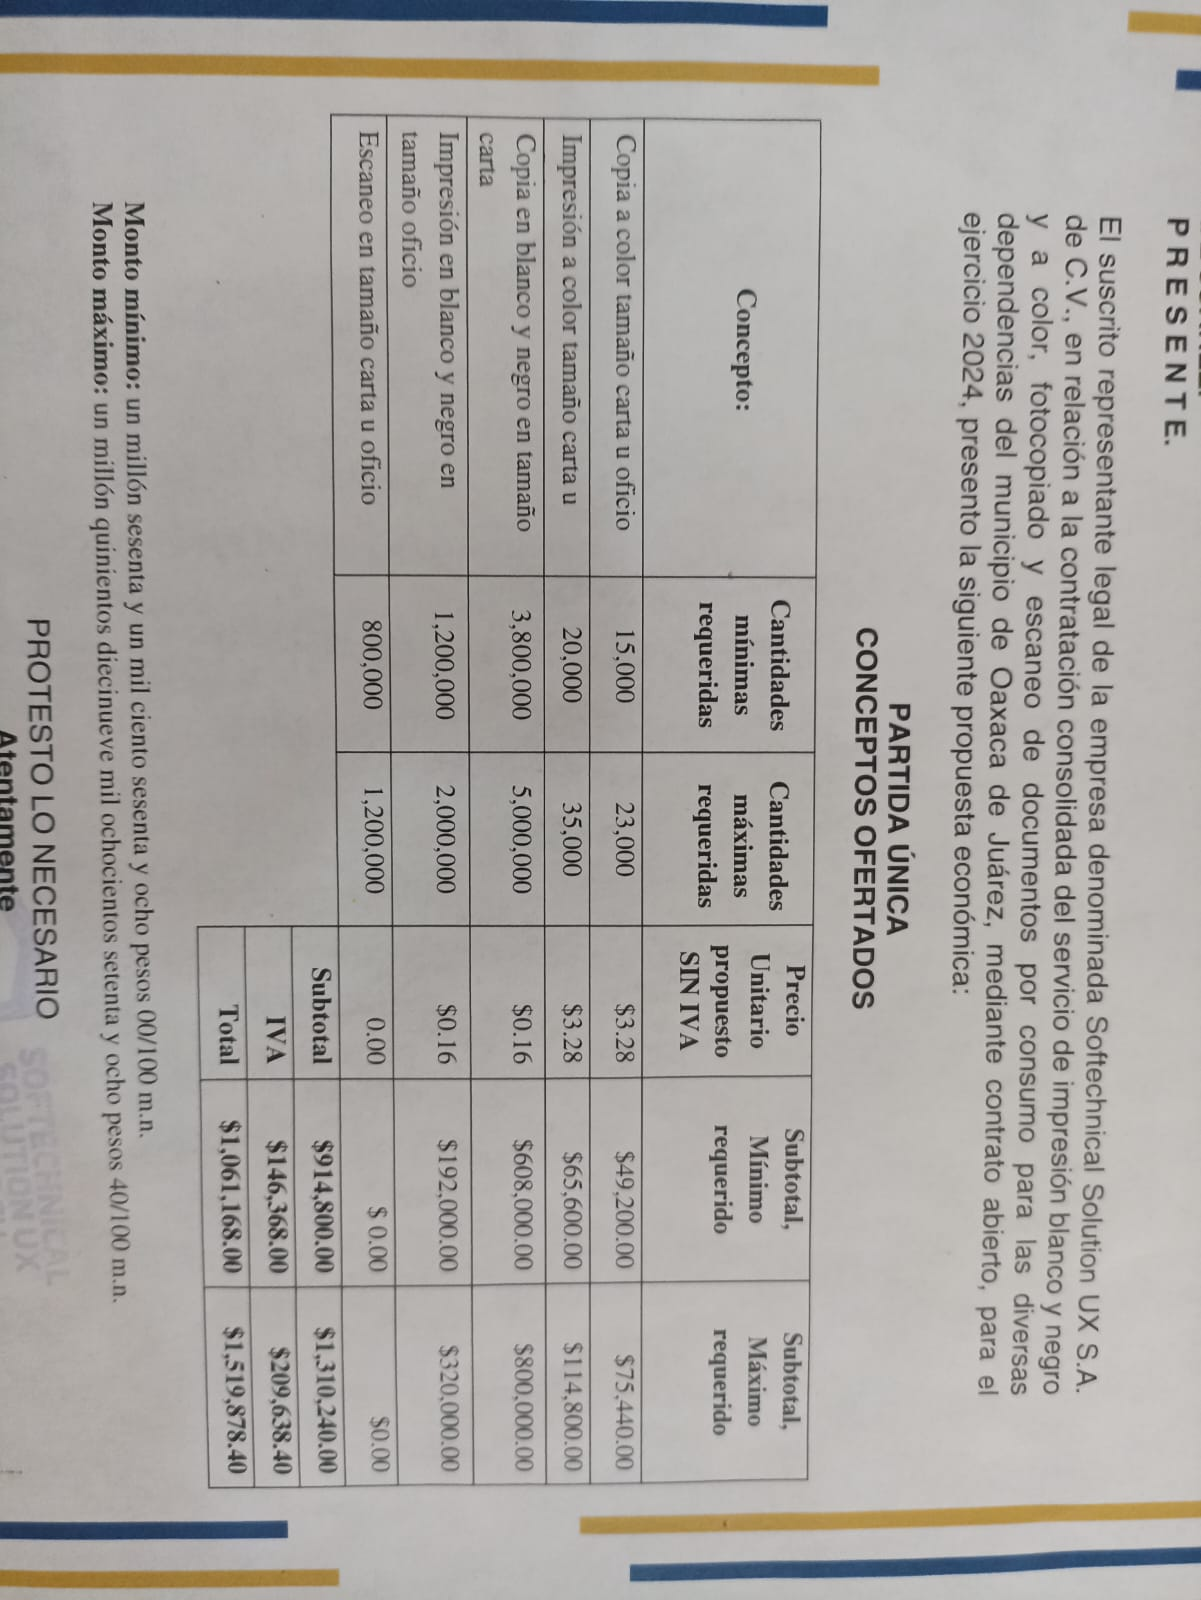 P R E S E N T E.
El suscrito representante legal de la empresa denominada Softechnical Solution UX S.A.
de C.V., en relación a la contratación consolidada del servicio de impresión blanco y negro
y a color, fotocopiado y escaneo de documentos por consumo para las diversas
dependencias del municipio de Oaxaca de Juárez, mediante contrato abierto, para el
ejercicio 2024, presento la siguiente propuesta económica:
PARTIDA ÚNICA
CONCEPTOS OFERTADOS
Concepto: Cantidades mínimas requeridas Cantidades máximas requeridas Precio Unitario propuesto SIN IVA Subtotal, Mínimo requerido Subtotal, Máximo requerido
Copia a color tamaño carta u oficio 15,000 23,000 $3.28 $49,200.00 $75,440.00
Impresión a color tamaño carta u 20,000 35,000 $3.28 $65,600.00 $114,800.00
Copia en blanco y negro en tamaño carta 3,800,000 5,000,000 $0.16 $608,000.00 $800,000.00
Impresión en blanco y negro en tamaño oficio 1,200,000 2,000,000 $0.16 $192,000.00 $320,000.00
Escaneo en tamaño carta u oficio 800,000 1,200,000 0.00 $ 0.00 $0.00
Subtotal $914,800.00 $1,310,240.00
IVA $146,368.00 $209,638.40
Total $1,061,168.00 $1,519,878.40
Monto mínimo: un millón sesenta y un mil ciento sesenta y ocho pesos 00/100 m.n.
Monto máximo: un millón quinientos diecinueve mil ochocientos setenta y ocho pesos 40/100 m.n.
PROTESTO LO NECESARIO
Atentamente
SOFTECHNICAL
SOLUTION UX